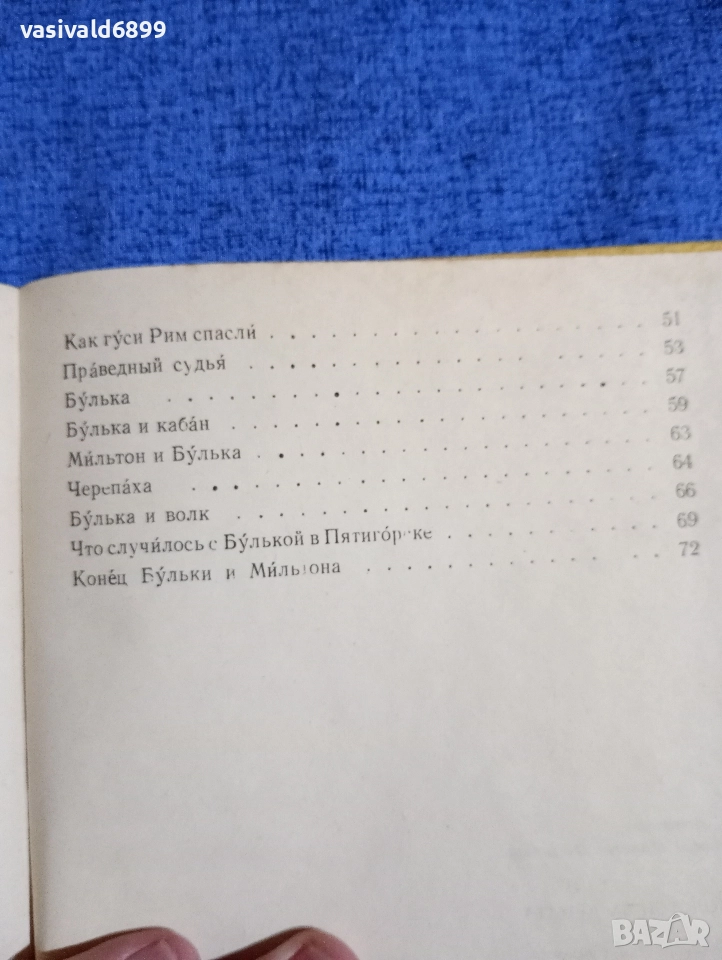 vasivald6899
Как гу́си Рим спасли́ . . . . . . . . . . . . . . . 51
Пра́ведный судья́ . . . . . . . . . . . . . . . 53
Бу́лька . . . . . . . . . . . . . . . . . . 57
Бу́лька и каба́н . . . . . . . . . . . . . . . . 59
Ми́льтон и Бу́лька . . . . . . . . . . . . . . . 63
Черепа́ха . . . . . . . . . . . . . . . . . 64
Бу́лька и волк . . . . . . . . . . . . . . . . 66
Что случи́лось с Бу́лькой в Пятиго́рске . . . . . . . . . 69
Коне́ц Бу́льки и Ми́льтона . . . . . . . . . . . . 72
BAZAR